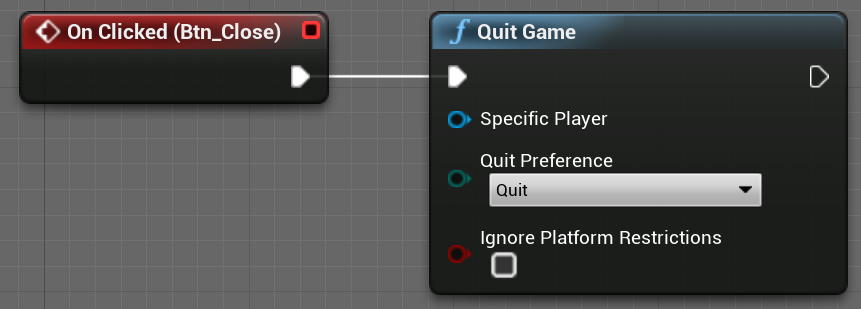 On Clicked (Btn_Close)
f Quit Game
Specific Player
Quit Preference
Quit
Ignore Platform Restrictions